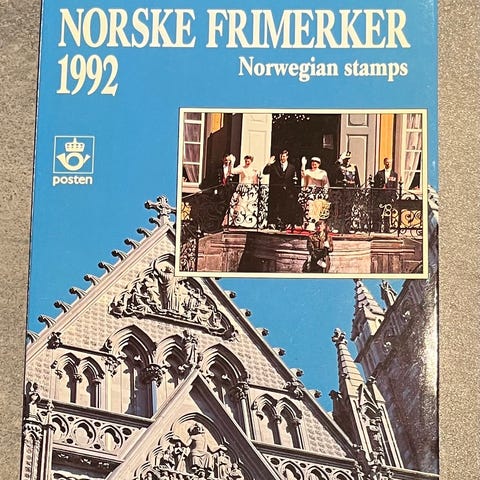 NORSKE FRIMERKER
1992
Norwegian stamps
posten